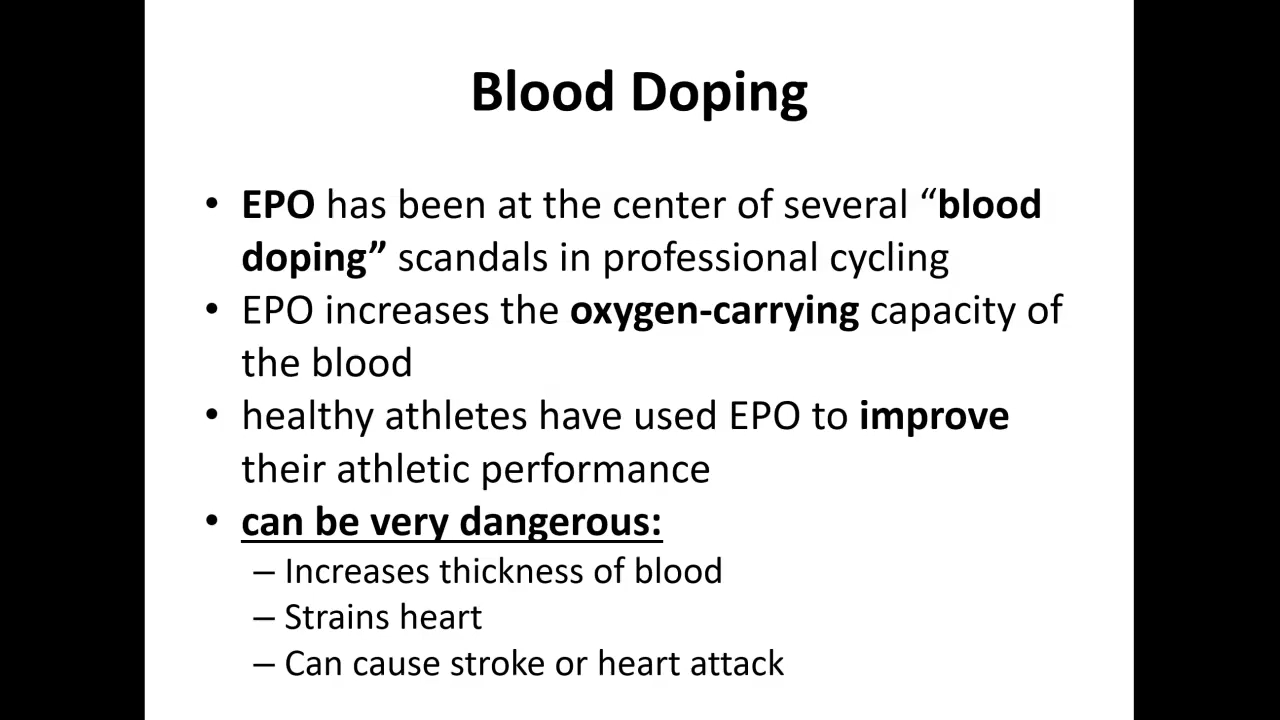 Blood Doping
• EPO has been at the center of several “blood
doping” scandals in professional cycling
• EPO increases the oxygen-carrying capacity of
the blood
• healthy athletes have used EPO to improve
their athletic performance
• can be very dangerous:
– Increases thickness of blood
– Strains heart
– Can cause stroke or heart attack